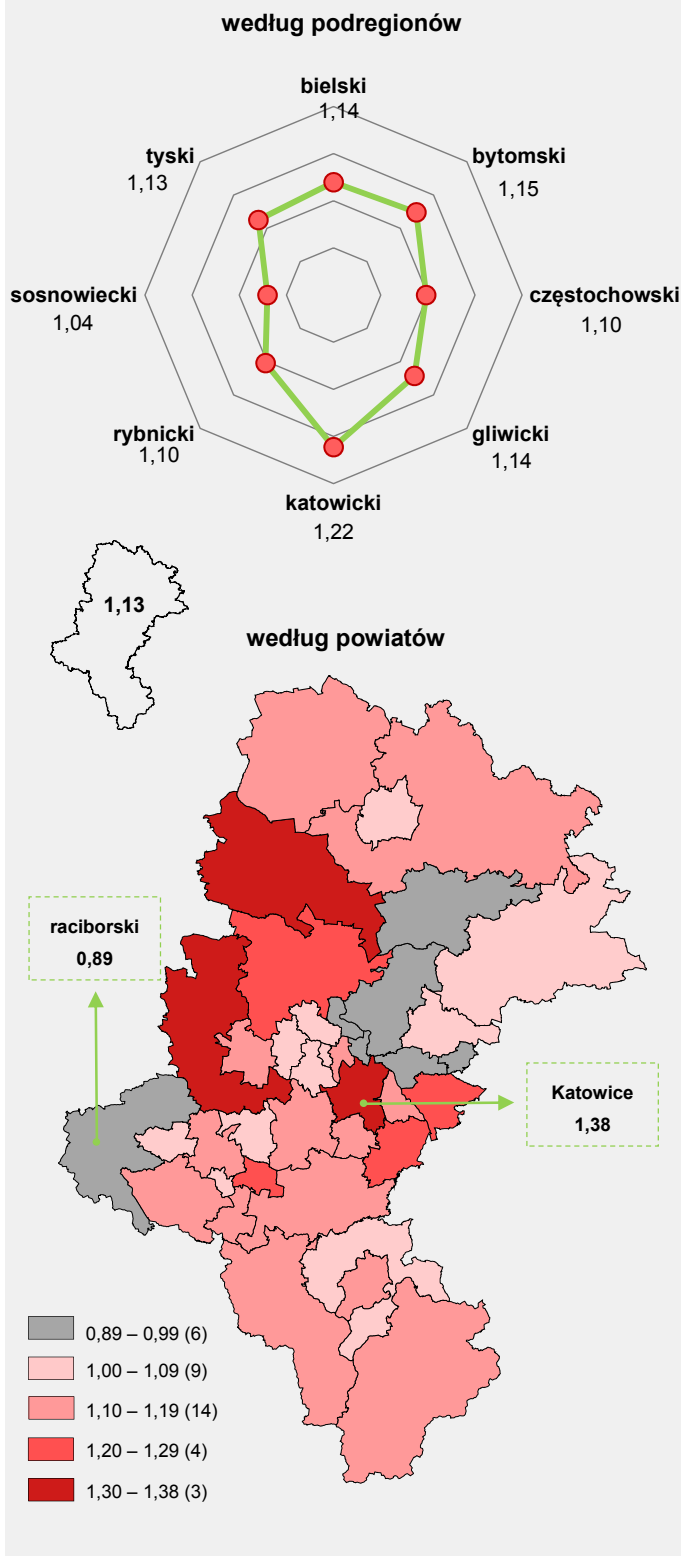 według podregionów
bielski
1,14
tyski
1,13
bytomski
1,15
sosnowiecki
1,04
częstochowski
1,10
rybnicki
1,10
gliwicki
1,14
katowicki
1,22
1,13
według powiatów
raciborski
0,89
Katowice
1,38
0,89 – 0,99 (6)
1,00 – 1,09 (9)
1,10 – 1,19 (14)
1,20 – 1,29 (4)
1,30 – 1,38 (3)